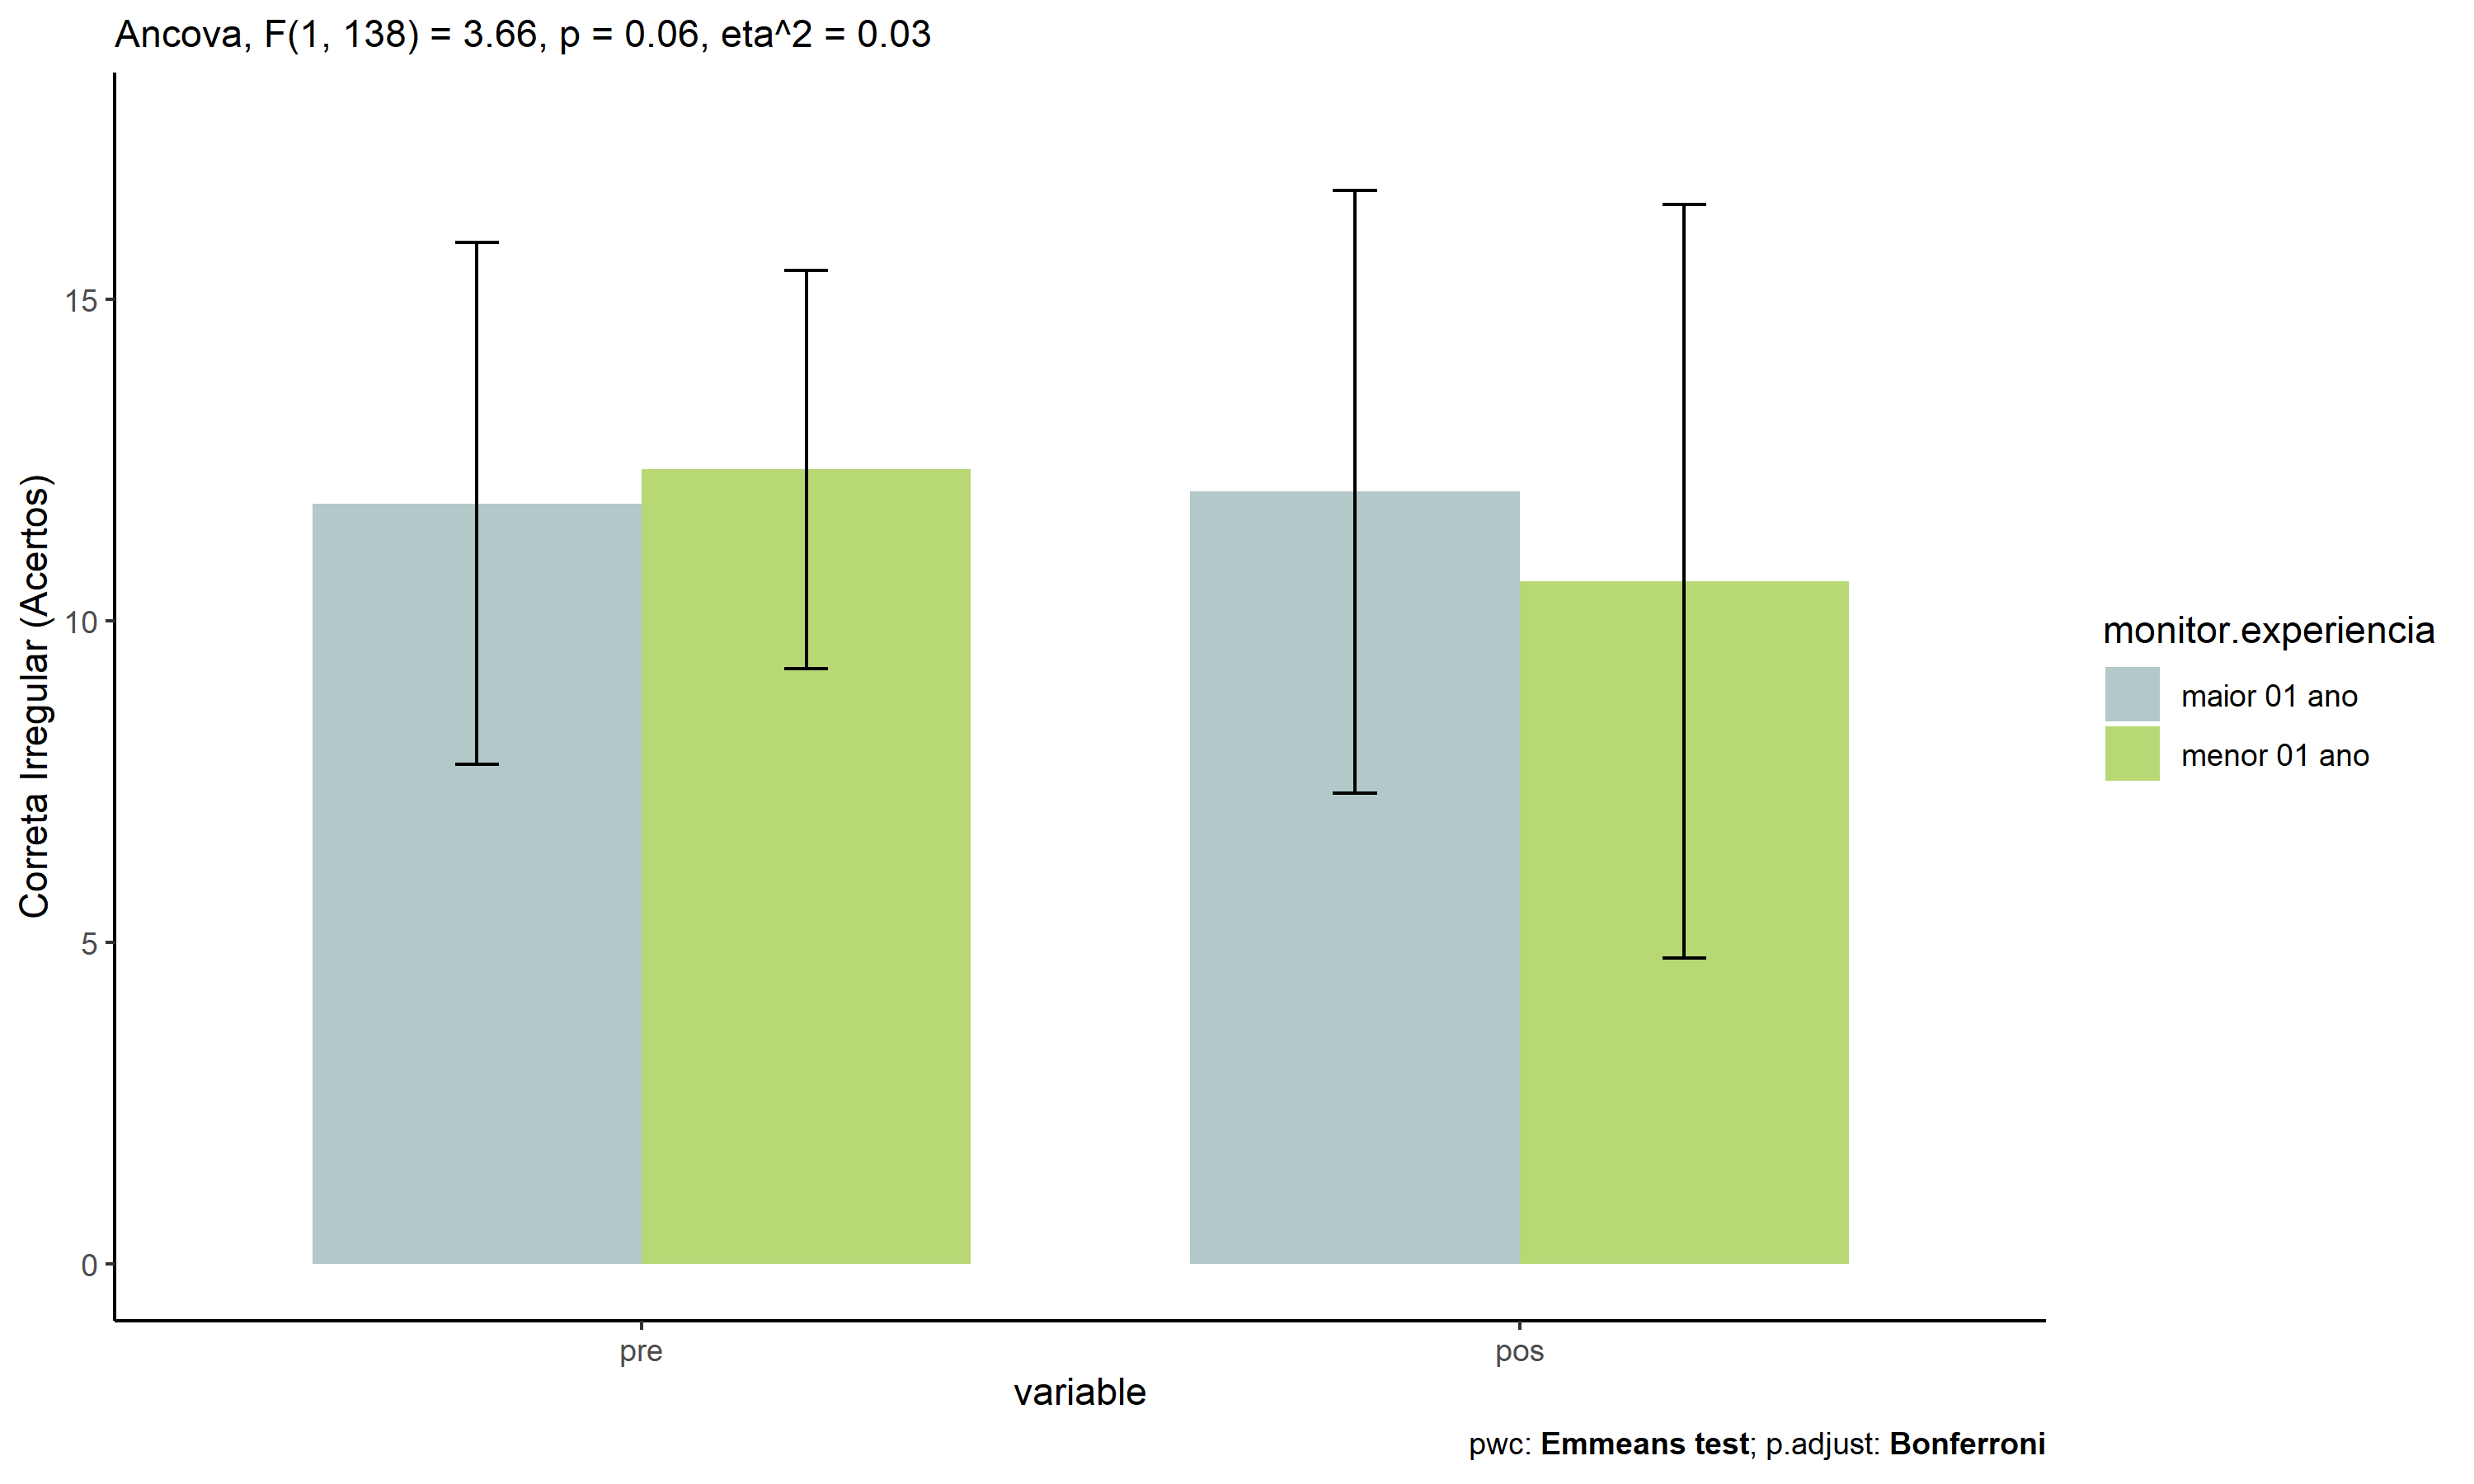 Ancova, F(1, 138) = 3.66, p = 0.06, eta^2 = 0.03
Correta Irregular (Acertos)
15
10
5
0
pre
pos
variable
monitor.experiencia
maior 01 ano
menor 01 ano
pwc: Emmeans test; p.adjust: Bonferroni